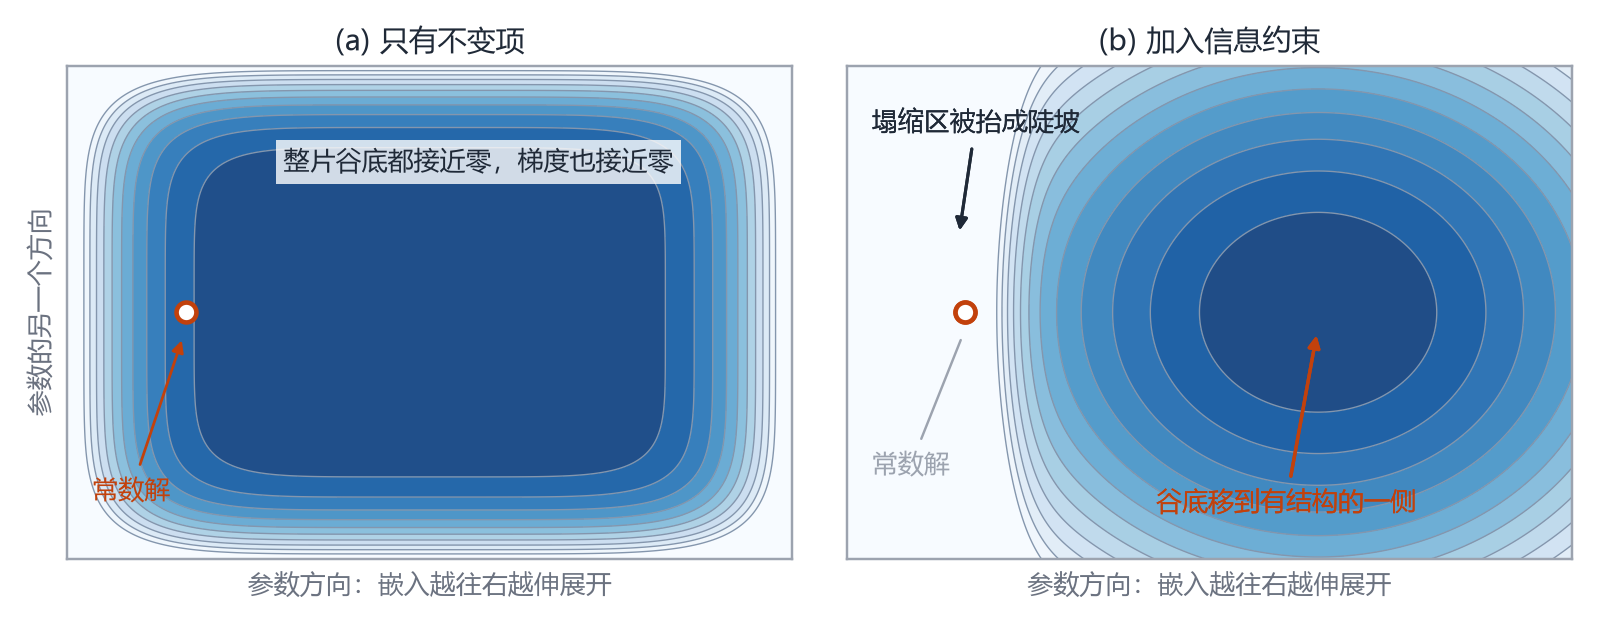 (a) 只有不变项
整片谷底都接近零，梯度也接近零
常数解
参数的另一个方向
参数方向：嵌入越往右越伸展开
(b) 加入信息约束
塌缩区被抬成陡坡
常数解
谷底移到有结构的一侧
参数方向：嵌入越往右越伸展开